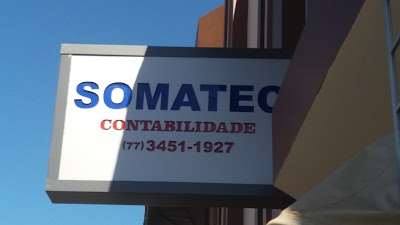 SOMATEC
CONTABILIDADE
(77) 3451-1927